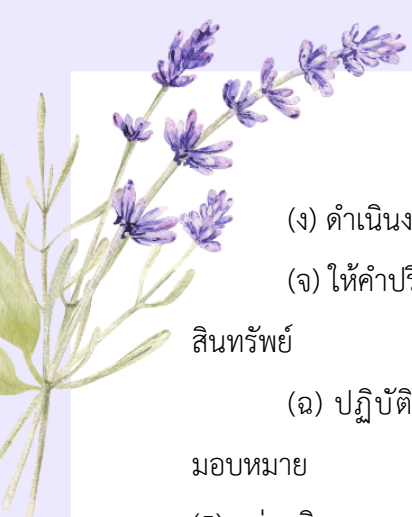 (ง) ดำเนินง
(จ) ให้คำปรึ
สินทรัพย์
(ฉ) ปฏิบัติ
มอบหมาย